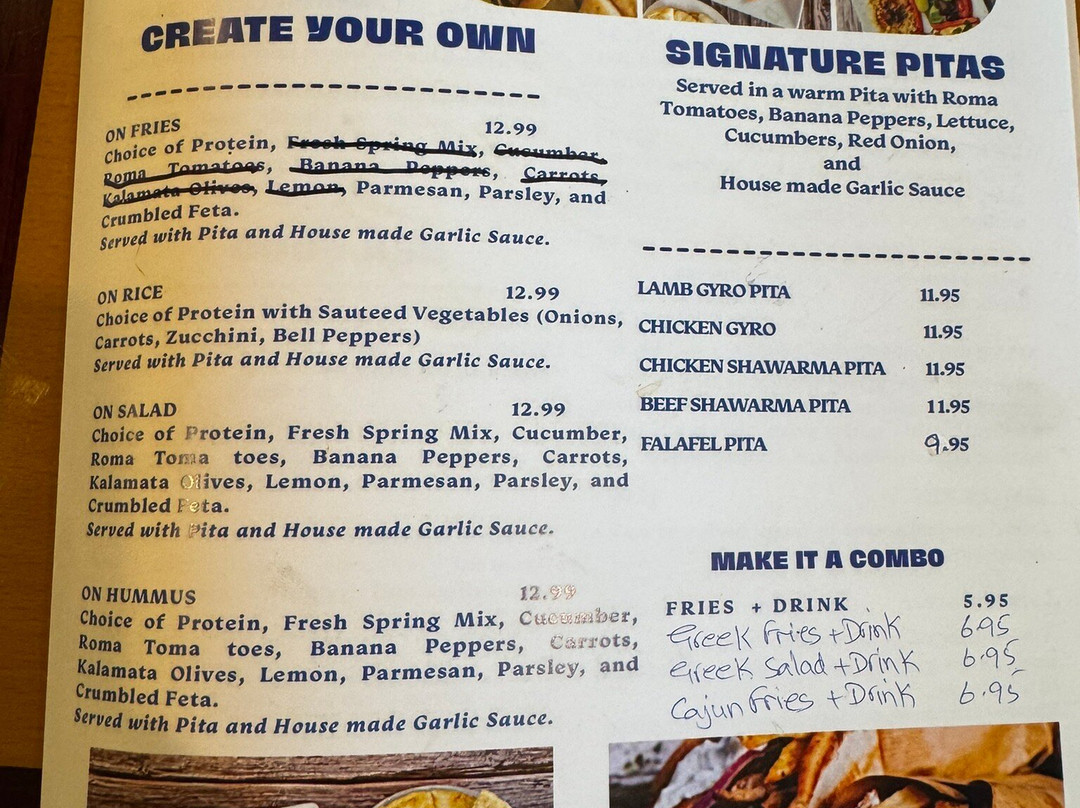 CREATE YOUR OWN
ON FRIES 12.99
Choice of Protein, Fresh Spring Mix, Cucumber,
Roma Tomatoes, Banana Peppers, Carrots,
Kalamata Olives, Lemon, Parmesan, Parsley, and
Crumbled Feta.
Served with Pita and House made Garlic Sauce.
ON RICE 12.99
Choice of Protein with Sauteed Vegetables (Onions,
Carrots, Zucchini, Bell Peppers)
Served with Pita and House made Garlic Sauce.
ON SALAD 12.99
Choice of Protein, Fresh Spring Mix, Cucumber,
Roma Toma toes, Banana Peppers, Carrots,
Kalamata Olives, Lemon, Parmesan, Parsley, and
Crumbled Feta.
Served with Pita and House made Garlic Sauce.
ON HUMMUS 12.99
Choice of Protein, Fresh Spring Mix, Cucumber,
Roma Toma toes, Banana Peppers, Carrots,
Kalamata Olives, Lemon, Parmesan, Parsley, and
Crumbled Feta.
Served with Pita and House made Garlic Sauce.
SIGNATURE PITAS
Served in a warm Pita with Roma
Tomatoes, Banana Peppers, Lettuce,
Cucumbers, Red Onion,
and
House made Garlic Sauce
LAMB GYRO PITA 11.95
CHICKEN GYRO 11.95
CHICKEN SHAWARMA PITA 11.95
BEEF SHAWARMA PITA 11.95
FALAFEL PITA 9.95
MAKE IT A COMBO
FRIES + DRINK 5.95
Greek Fries + Drink 6.95
Greek Salad + Drink 6.95
Cajun Fries + Drink 6.95